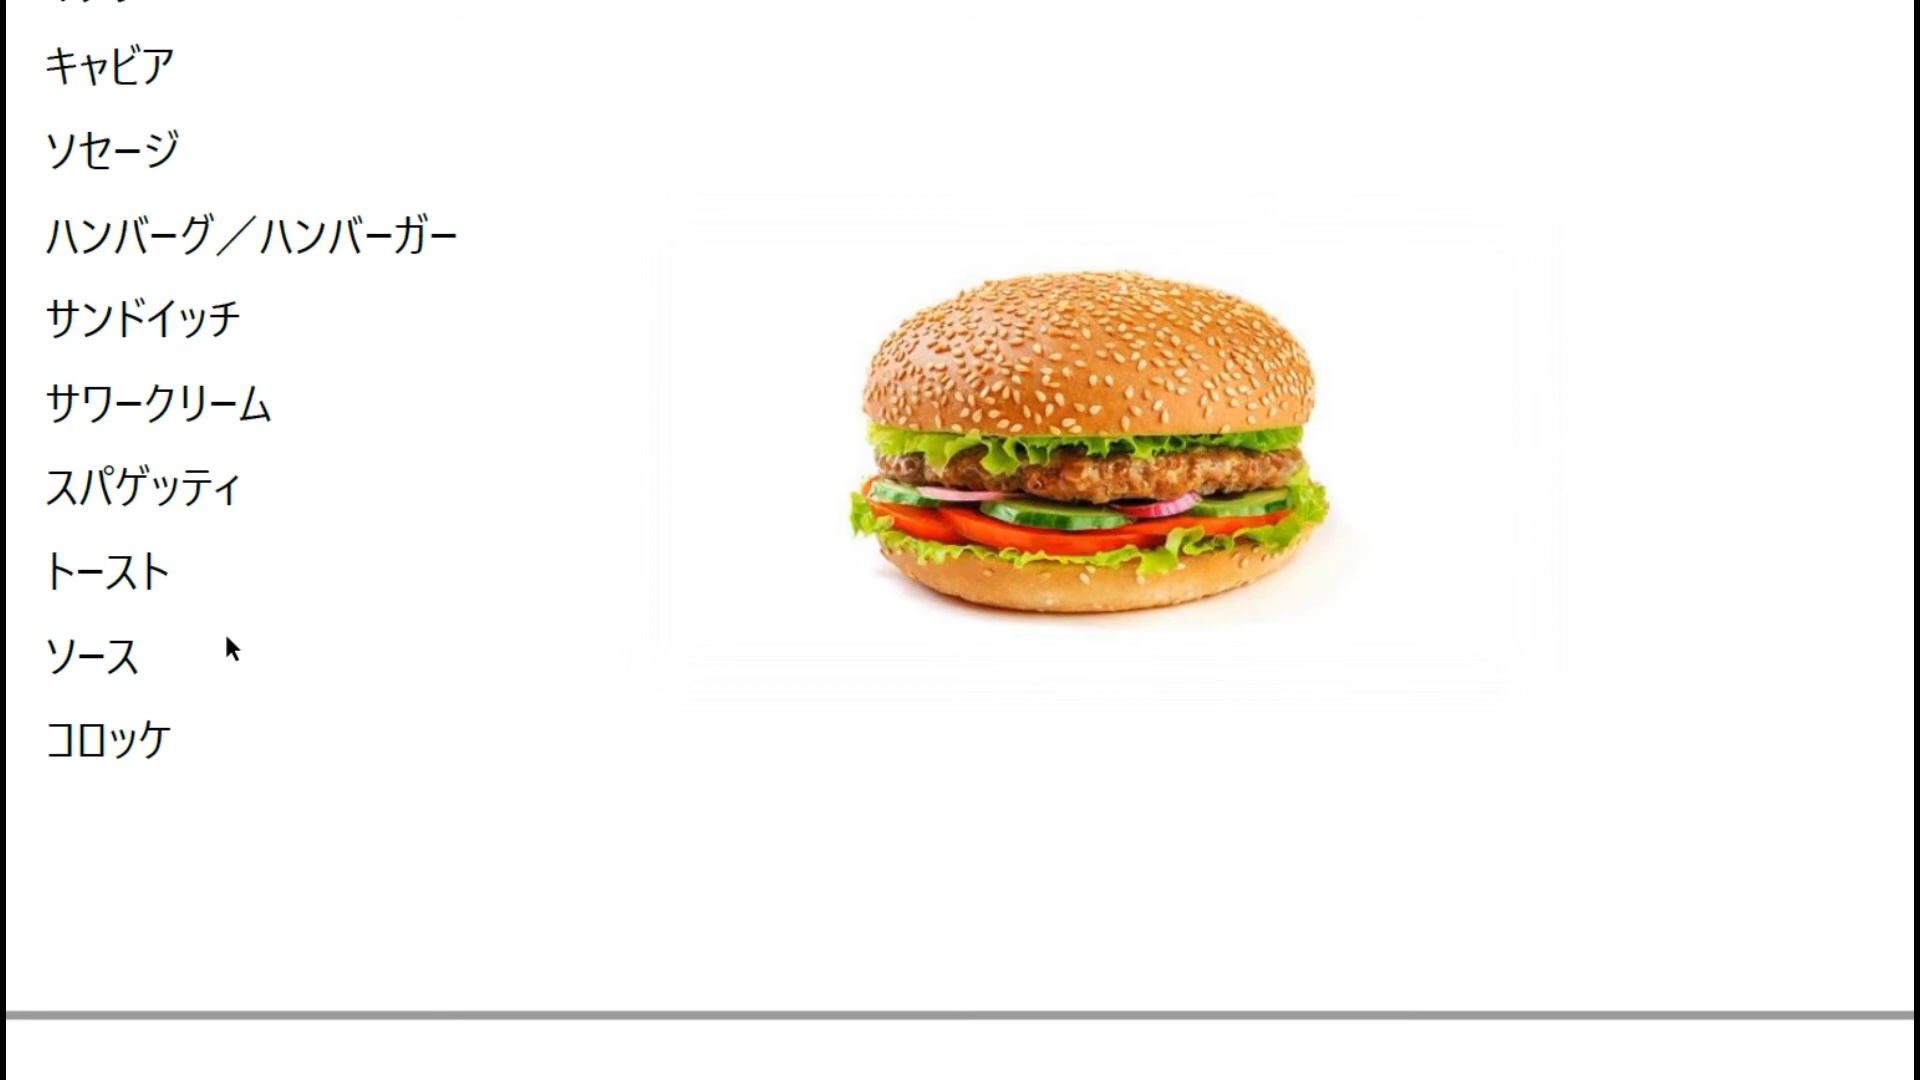 キャビア
ソセージ
ハンバーグ／ハンバーガー
サンドイッチ
サワークリーム
スパゲッティ
トースト
ソース
コロッケ